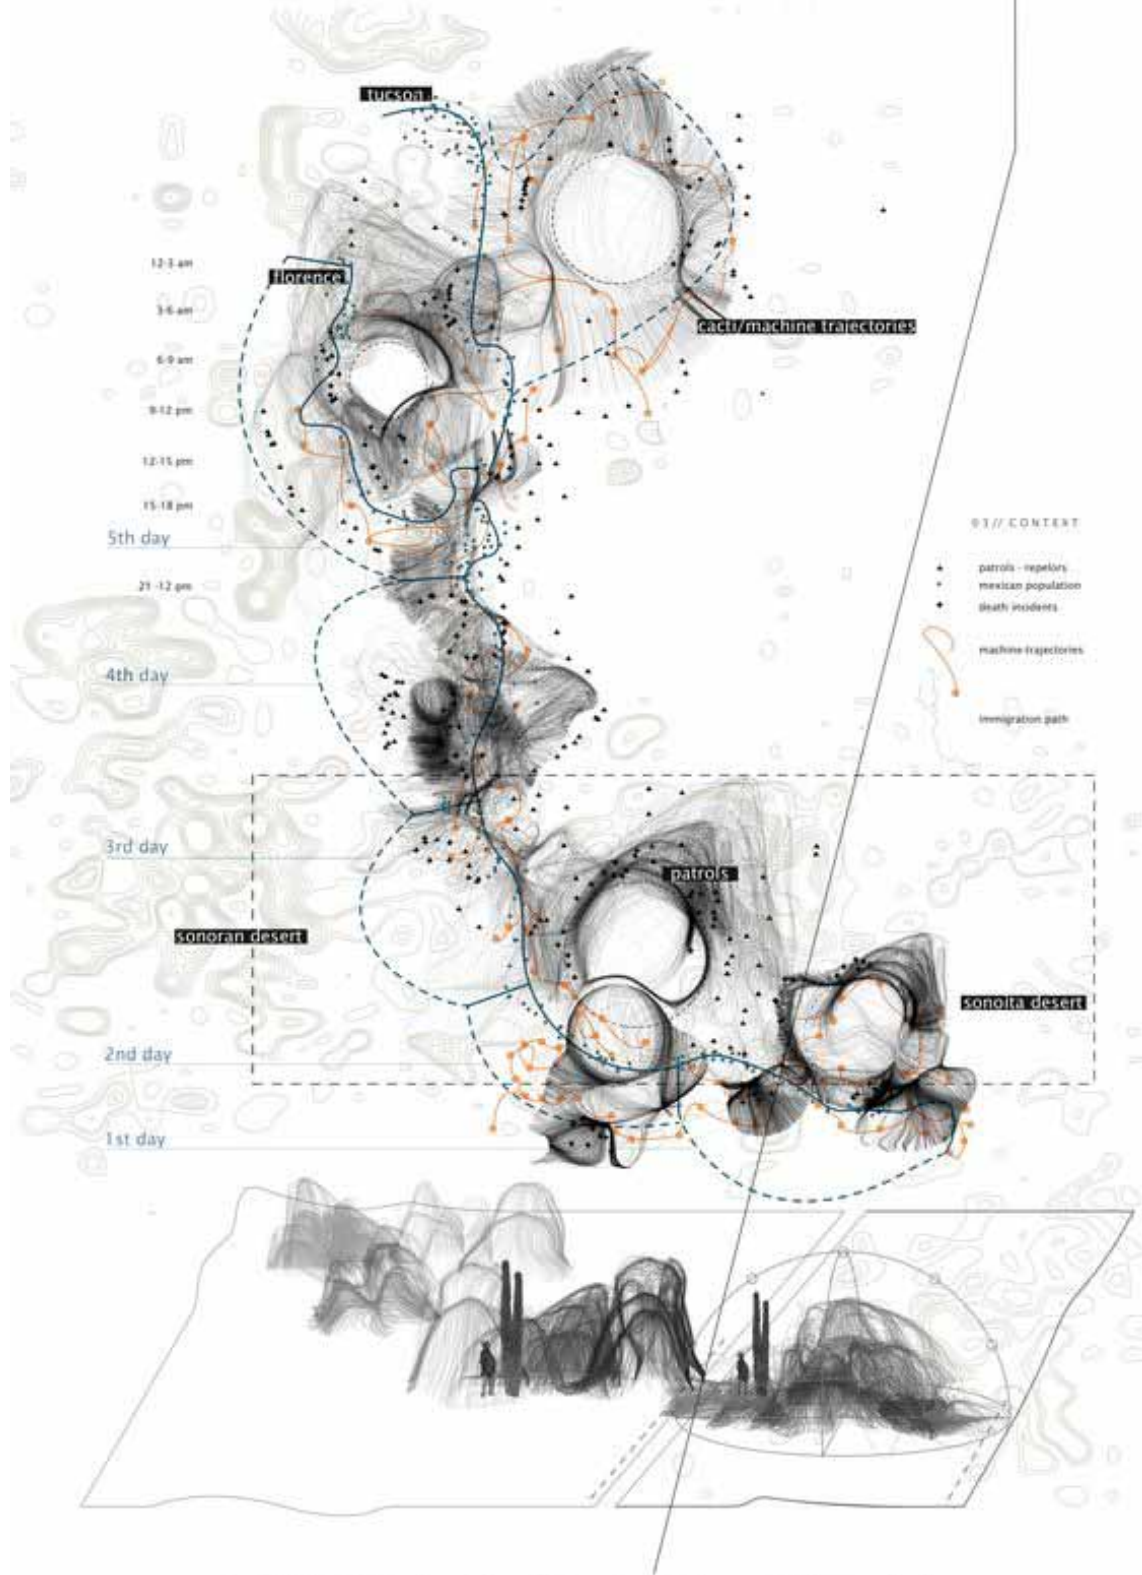 tucson
12-3 am
florence
3-6 am
cacti/machine trajectories
6-9 am
9-12 pm
12-15 pm
15-18 pm
03// CONTEXT
5th day
patrols - repelors
21 -12 pm
mexican population
death incidents
machine-trajectories
4th day
immigration path
3rd day
patrols
sonoran desert
sonoita desert
2nd day
1st day